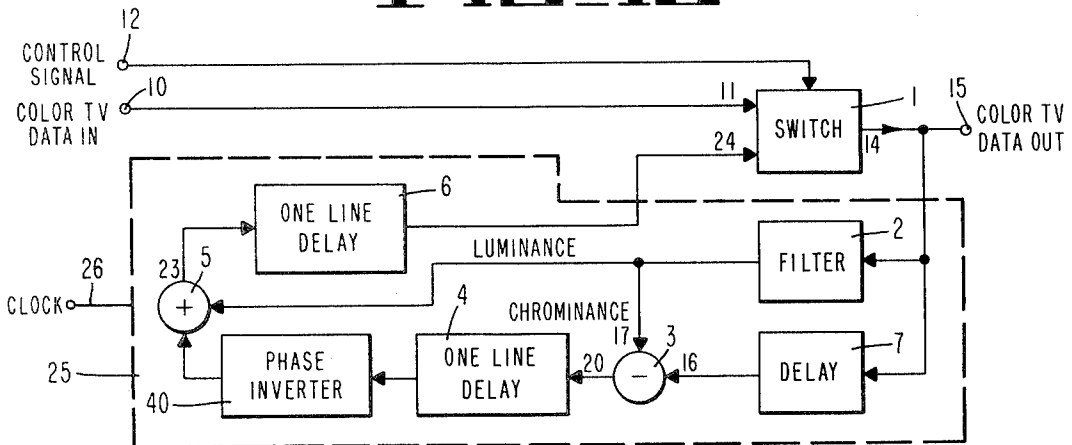 12
CONTROL
SIGNAL
10
COLOR TV
DATA IN
11
24
SWITCH
1
14
15
COLOR TV
DATA OUT
6
ONE LINE
DELAY
LUMINANCE
2
FILTER
23
5
+
26
CLOCK
CHROMINANCE
17
4
ONE LINE
DELAY
20
3
−
16
7
DELAY
PHASE
INVERTER
40
25